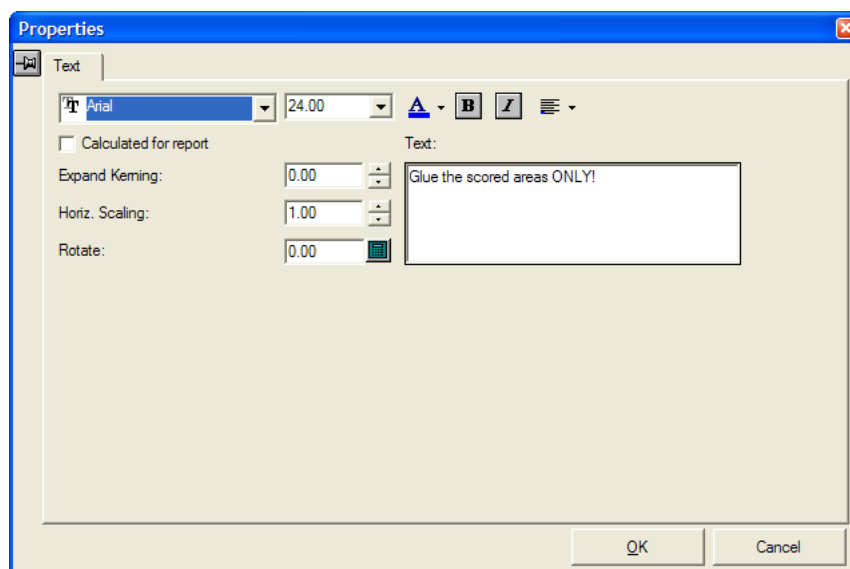 Properties
Text
Arial
24.00
A
B
I
Calculated for report
Text:
Expand Kerning:
0.00
Glue the scored areas ONLY!
Horiz. Scaling:
1.00
Rotate:
0.00
OK
Cancel